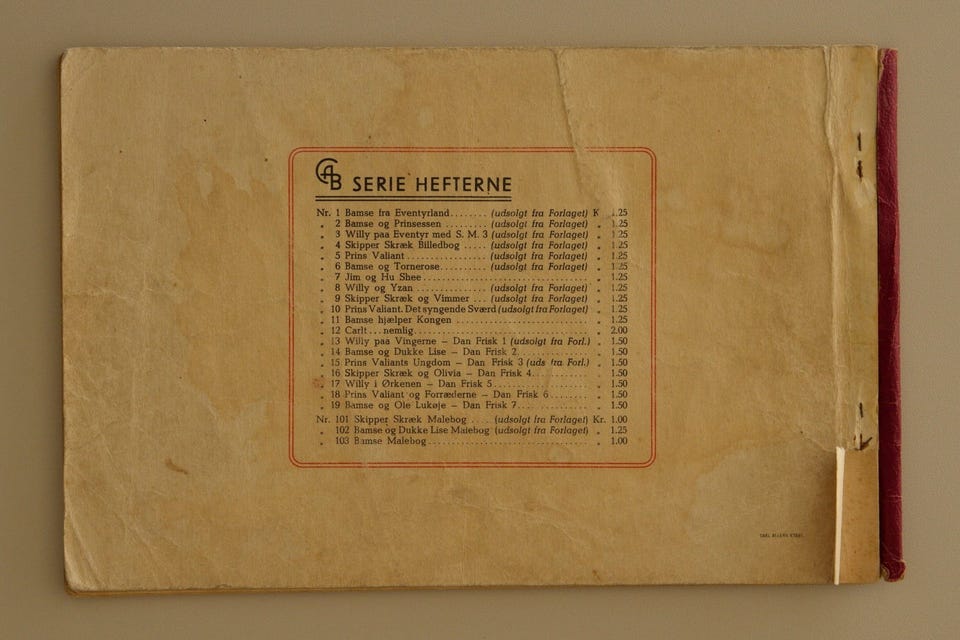 CAB SERIE HEFTERNE
Nr. 1 Bamse fra Eventyrland........ (udsolgt fra Forlaget) K 1.25
„ 2 Bamse og Prinsessen ......... (udsolgt fra Forlaget) „ 1.25
„ 3 Willy paa Eventyr med S. M. 3 (udsolgt fra Forlaget) „ 1.25
„ 4 Skipper Skræk Billedbog ..... (udsolgt fra Forlaget) „ 1.25
„ 5 Prins Valiant ................. (udsolgt fra Forlaget) „ 1.25
„ 6 Bamse og Tornerose.......... (udsolgt fra Forlaget) „ 1.25
„ 7 Jim og Hu Shee................................... „ 1.25
„ 8 Willy og Yzan ............... (udsolgt fra Forlaget) „ 1.25
„ 9 Skipper Skræk og Vimmer ... (udsolgt fra Forlaget) „ 1.25
„ 10 Prins Valiant. Det syngende Sværd (udsolgt fra Forlaget) „ 1.25
„ 11 Bamse hjælper Kongen ........................... „ 1.25
„ 12 Carlt ... nemlig.................................... „ 2.00
„ 13 Willy paa Vingerne – Dan Frisk 1 (udsolgt fra Forl.) „ 1.50
„ 14 Bamse og Dukke Lise – Dan Frisk 2............... „ 1.50
„ 15 Prins Valiants Ungdom – Dan Frisk 3 (uds fra Forl.) „ 1.50
„ 16 Skipper Skræk og Olivia – Dan Frisk 4............ „ 1.50
„ 17 Willy i Ørkenen – Dan Frisk 5.................... „ 1.50
„ 18 Prins Valiant og Forræderne – Dan Frisk 6........ „ 1.50
„ 19 Bamse og Ole Lukøje – Dan Frisk 7............... „ 1.50
Nr. 101 Skipper Skræk Malebog .... (udsolgt fra Forlaget) Kr. 1.00
„ 102 Bamse og Dukke Lise Malebog (udsolgt fra Forlaget) „ 1.25
„ 103 Bamse Malebog.................................. „ 1.00
CARL ALLERS